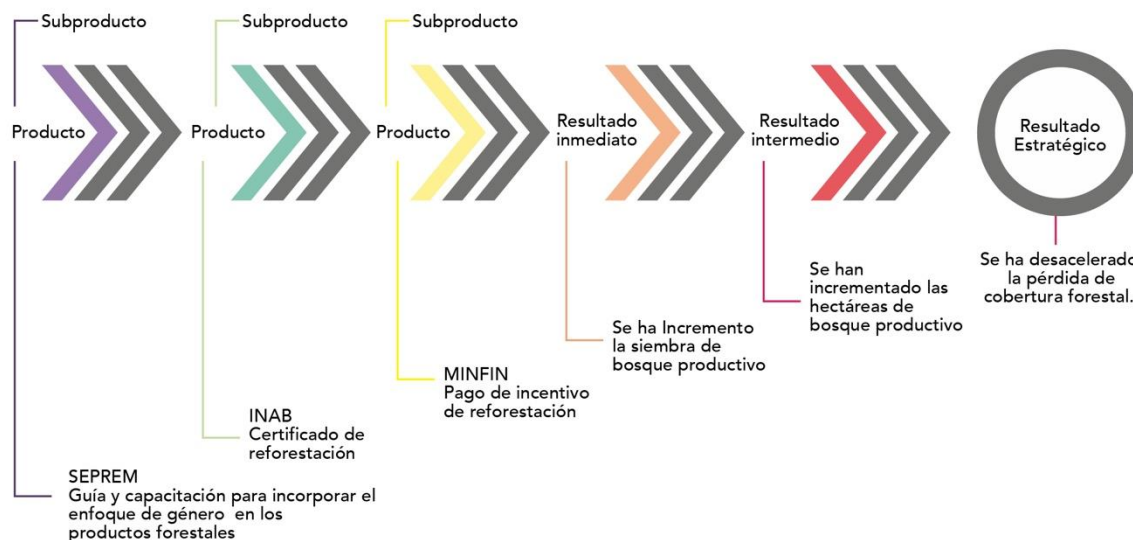 Subproducto
Subproducto
Subproducto
Producto
Producto
Producto
Resultado
inmediato
Resultado
intermedio
Resultado
Estratégico
Se ha desacelerado
la pérdida de
cobertura forestal.
Se han
incrementado las
hectáreas de
bosque productivo
Se ha Incremento
la siembra de
bosque productivo
MINFIN
Pago de incentivo
de reforestación
INAB
Certificado de
reforestación
SEPREM
Guía y capacitación para incorporar el
enfoque de género en los
productos forestales